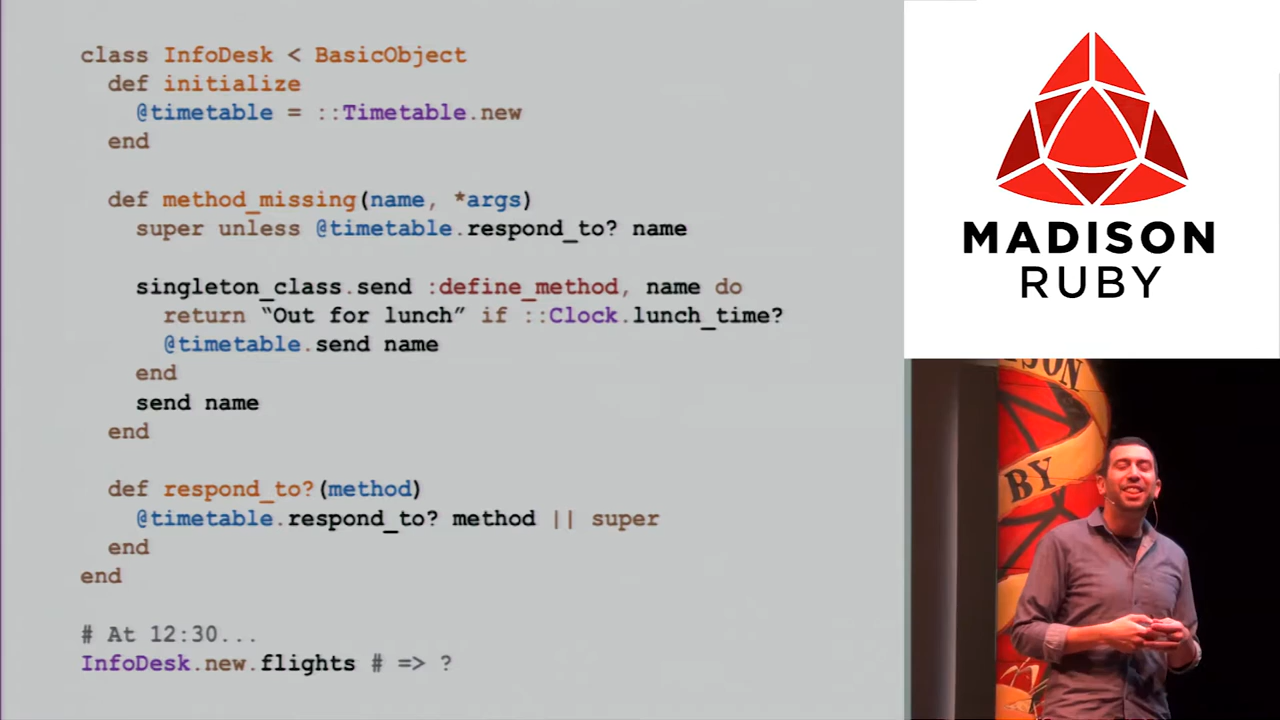 class InfoDesk < BasicObject
  def initialize
    @timetable = ::Timetable.new
  end

  def method_missing(name, *args)
    super unless @timetable.respond_to? name

    singleton_class.send :define_method, name do
      return “Out for lunch” if ::Clock.lunch_time?
      @timetable.send name
    end
    send name
  end

  def respond_to?(method)
    @timetable.respond_to? method || super
  end
end

# At 12:30...
InfoDesk.new.flights # => ?
MADISON
RUBY
SON
BY